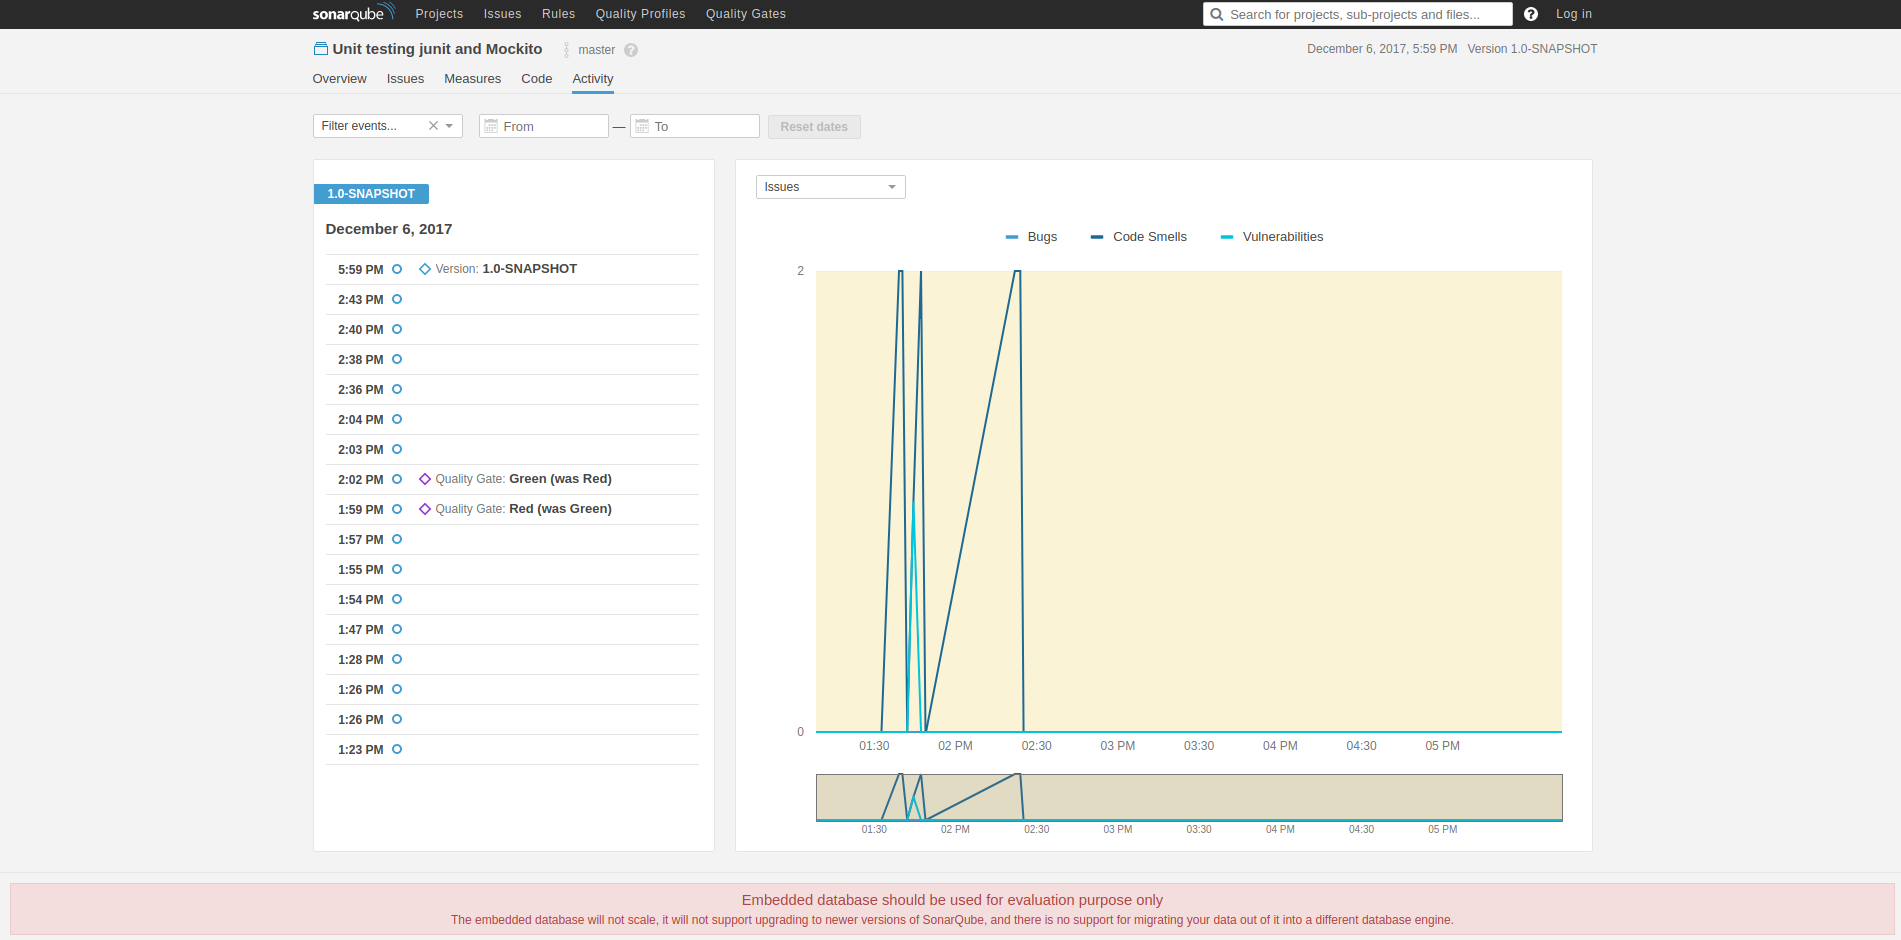 sonarqube Projects Issues Rules Quality Profiles Quality Gates Search for projects, sub-projects and files... ? Log in
Unit testing junit and Mockito master ? December 6, 2017, 5:59 PM Version 1.0-SNAPSHOT
Overview Issues Measures Code Activity
Filter events... From — To Reset dates
1.0-SNAPSHOT
December 6, 2017
5:59 PM Version: 1.0-SNAPSHOT
2:43 PM
2:40 PM
2:38 PM
2:36 PM
2:04 PM
2:03 PM
2:02 PM Quality Gate: Green (was Red)
1:59 PM Quality Gate: Red (was Green)
1:57 PM
1:55 PM
1:54 PM
1:47 PM
1:28 PM
1:26 PM
1:26 PM
1:23 PM
Issues
Bugs Code Smells Vulnerabilities
2
0
01:30 02 PM 02:30 03 PM 03:30 04 PM 04:30 05 PM
01:30 02 PM 02:30 03 PM 03:30 04 PM 04:30 05 PM
Embedded database should be used for evaluation purpose only
The embedded database will not scale, it will not support upgrading to newer versions of SonarQube, and there is no support for migrating your data out of it into a different database engine.